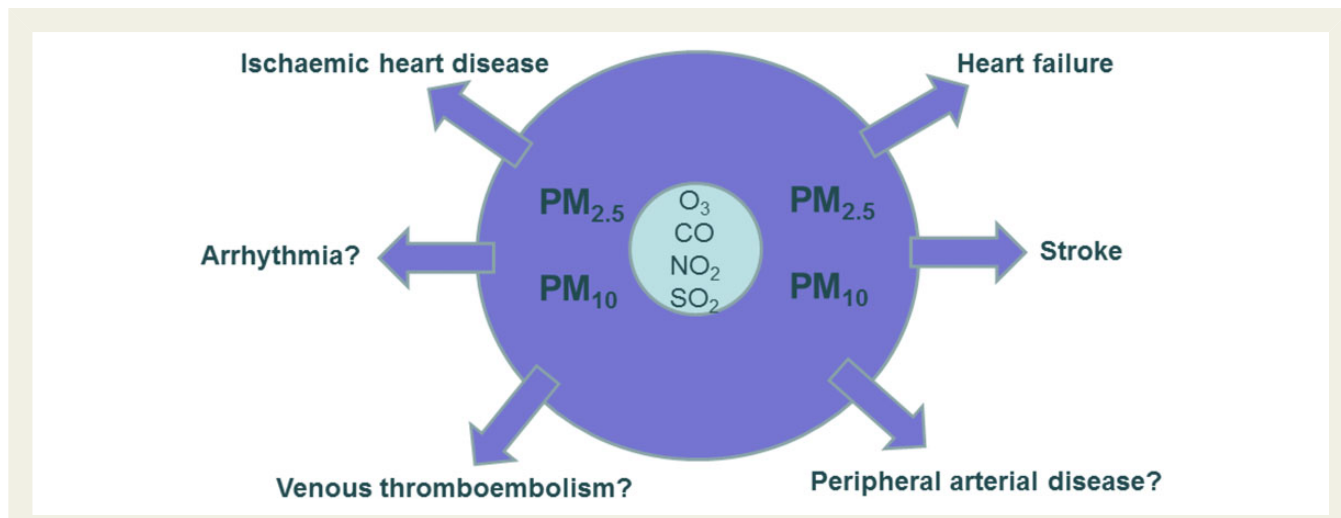 Ischaemic heart disease
Heart failure
PM2.5
O3
CO
NO2
SO2
PM2.5
PM10
PM10
Arrhythmia?
Stroke
Venous thromboembolism?
Peripheral arterial disease?